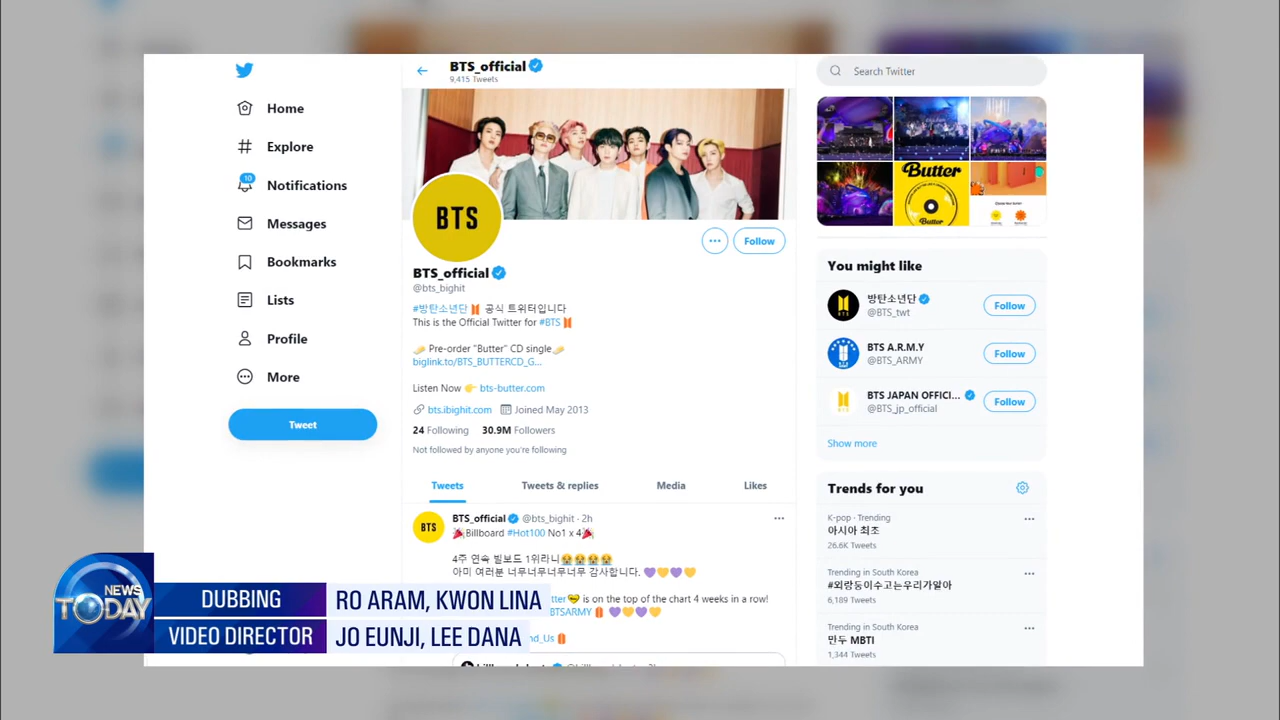 BTS_official
9,415 Tweets
Search Twitter
Home
Explore
10
Notifications
Messages
Bookmarks
Lists
Profile
More
Tweet
BTS
Follow
BTS_official
@bts_bighit
#방탄소년단 공식 트위터입니다
This is the Official Twitter for #BTS
Pre-order "Butter" CD single
biglink.to/BTS_BUTTERCD_G...
Listen Now 👉 bts-butter.com
bts.ibighit.com Joined May 2013
24 Following 30.9M Followers
Not followed by anyone you're following
Tweets Tweets & replies Media Likes
BTS
BTS_official @bts_bighit · 2h
🎉Billboard #Hot100 No1 x 4🎉
4주 연속 빌보드 1위라니😭😭😭😭
아미 여러분 너무너무너무너무 감사합니다. 💜💛💜💛
is on the top of the chart 4 weeks in a row!
BTSARMY 💜💛💜💛
Butter
Butter
You might like
BTS
방탄소년단
@BTS_twt
Follow
BTS A.R.M.Y
@BTS_ARMY
Follow
BTS JAPAN OFFICI...
@BTS_jp_official
Follow
Show more
Trends for you
K-pop · Trending
아시아 최조
26.6K Tweets
Trending in South Korea
#외랑둥이수고는우리가알아
6,189 Tweets
Trending in South Korea
만두 MBTI
1,344 Tweets
NEWS
TODAY
DUBBING RO ARAM, KWON LINA
VIDEO DIRECTOR JO EUNJI, LEE DANA